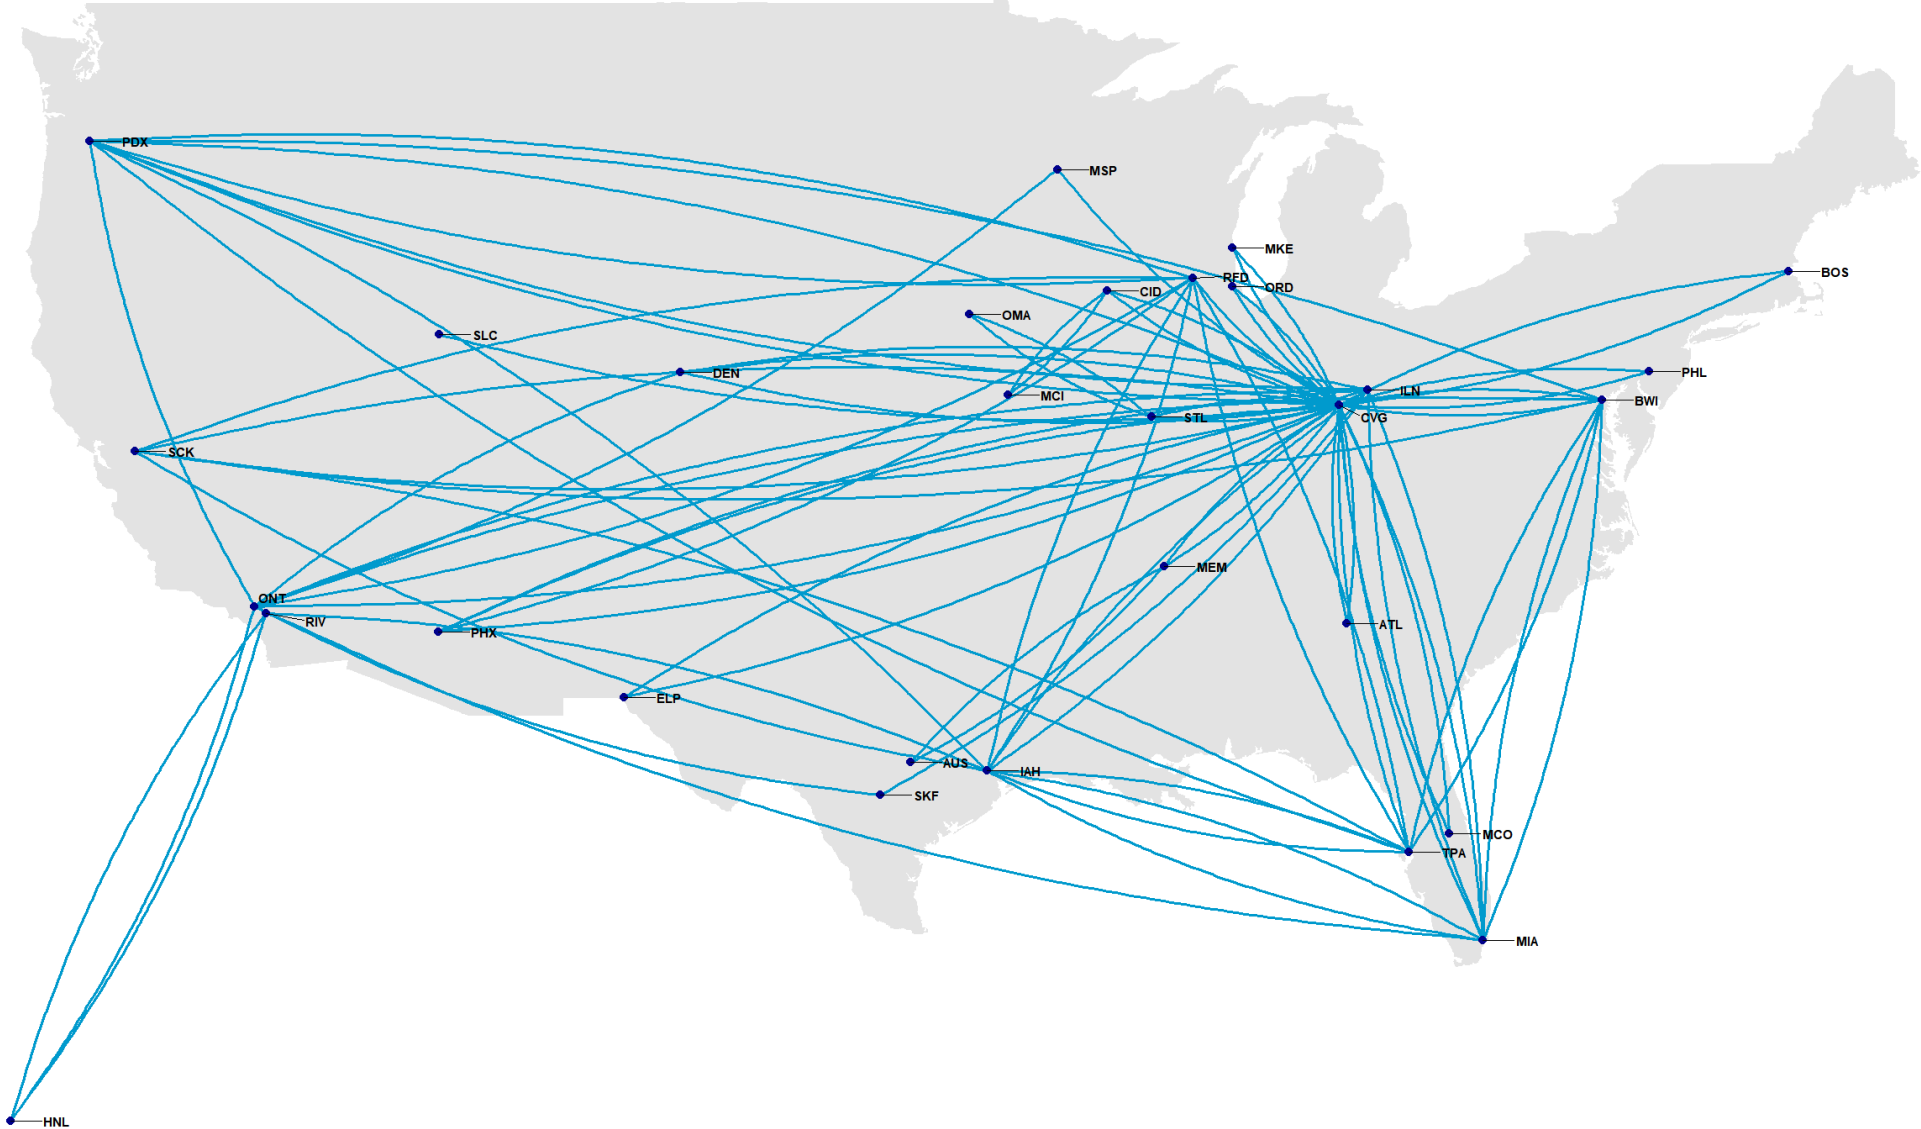 PDX
MSP
MKE
BOS
RFD
ORD
CID
OMA
SLC
DEN
PHL
MCI
ILN
BWI
STL
CVG
SCK
MEM
ONT
RIV
ATL
PHX
ELP
AUS
IAH
SKF
MCO
TPA
MIA
HNL